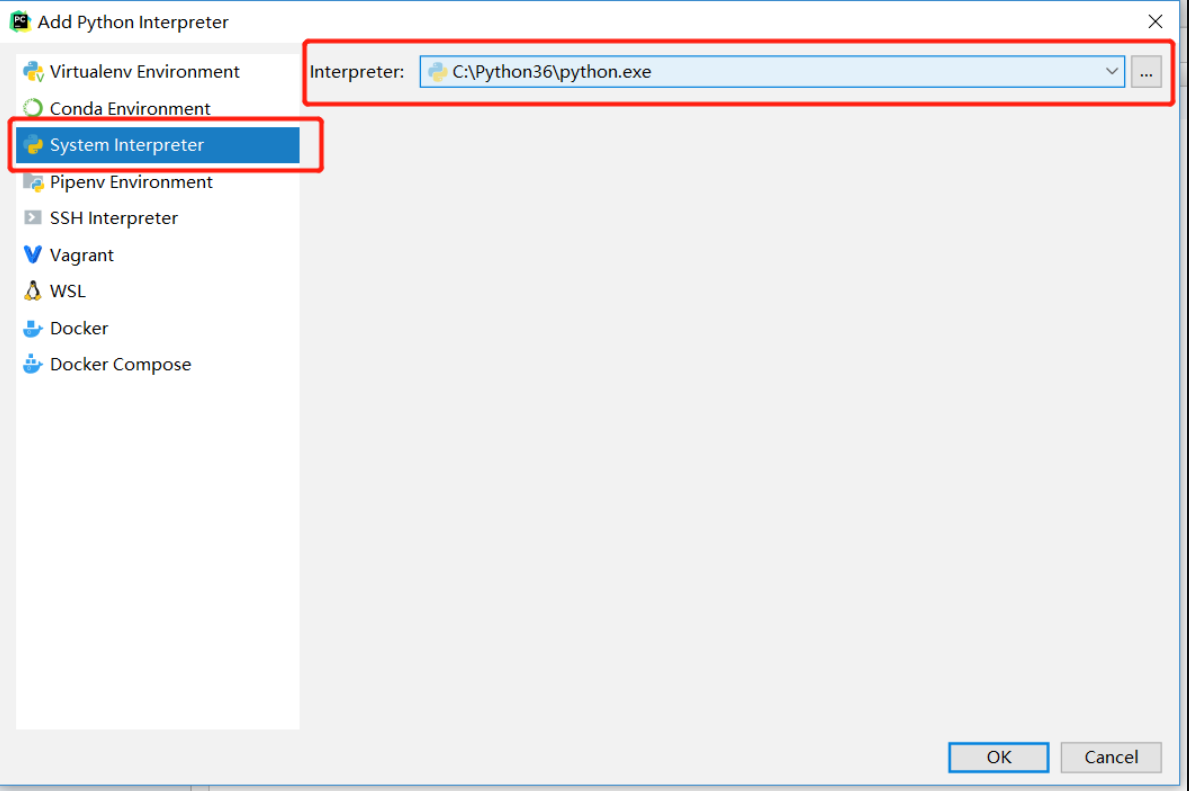 Add Python Interpreter
Virtualenv Environment
Conda Environment
System Interpreter
Pipenv Environment
SSH Interpreter
Vagrant
WSL
Docker
Docker Compose
Interpreter: C:\Python36\python.exe ...
OK Cancel